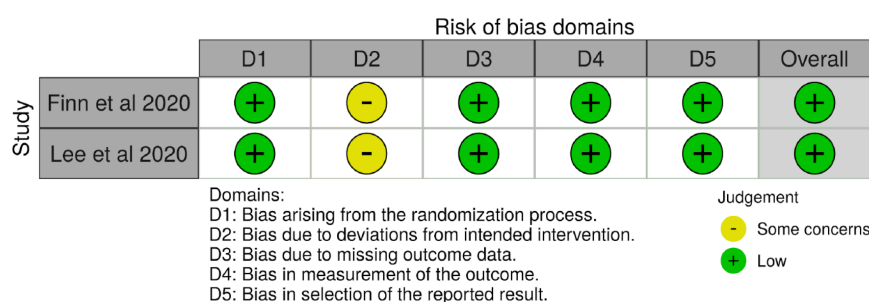 Risk of bias domains
D1 D2 D3 D4 D5 Overall
Study
Finn et al 2020 + - + + + +
Lee et al 2020 + - + + + +
Domains:
D1: Bias arising from the randomization process.
D2: Bias due to deviations from intended intervention.
D3: Bias due to missing outcome data.
D4: Bias in measurement of the outcome.
D5: Bias in selection of the reported result.
Judgement
- Some concerns
+ Low